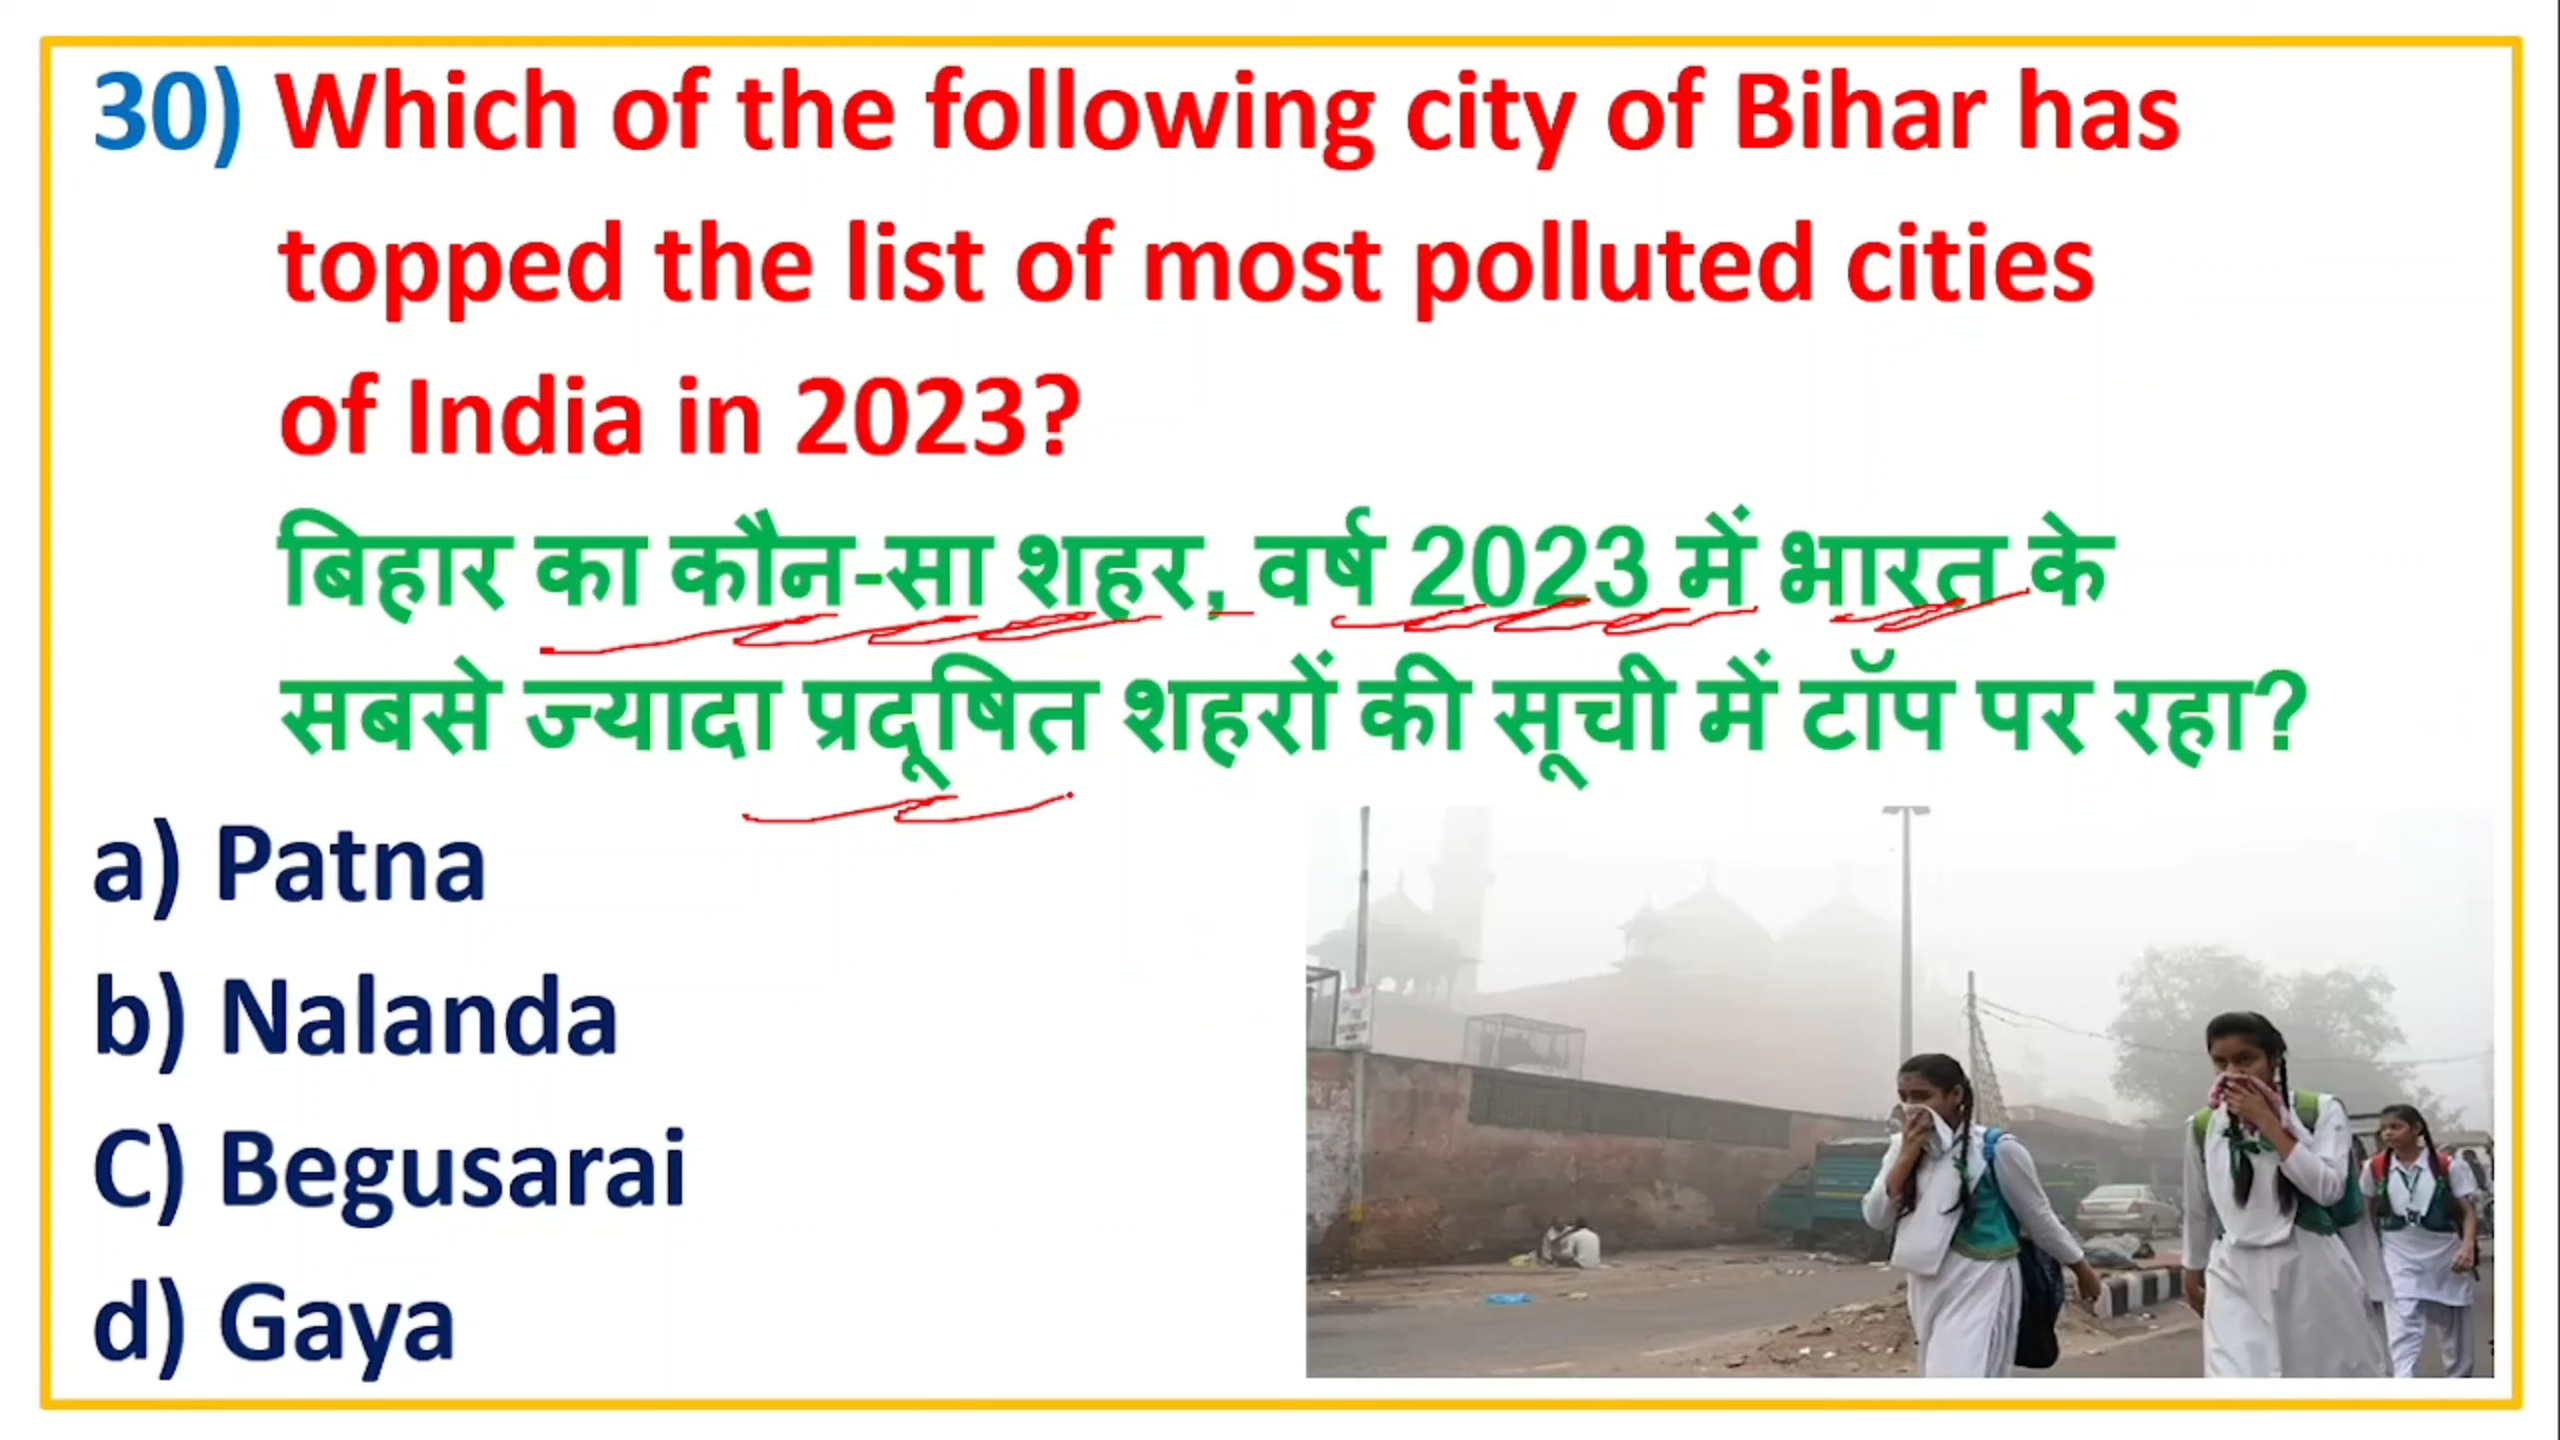 30) Which of the following city of Bihar has
topped the list of most polluted cities
of India in 2023?
बिहार का कौन-सा शहर, वर्ष 2023 में भारत के
सबसे ज्यादा प्रदूषित शहरों की सूची में टॉप पर रहा?
a) Patna
b) Nalanda
C) Begusarai
d) Gaya